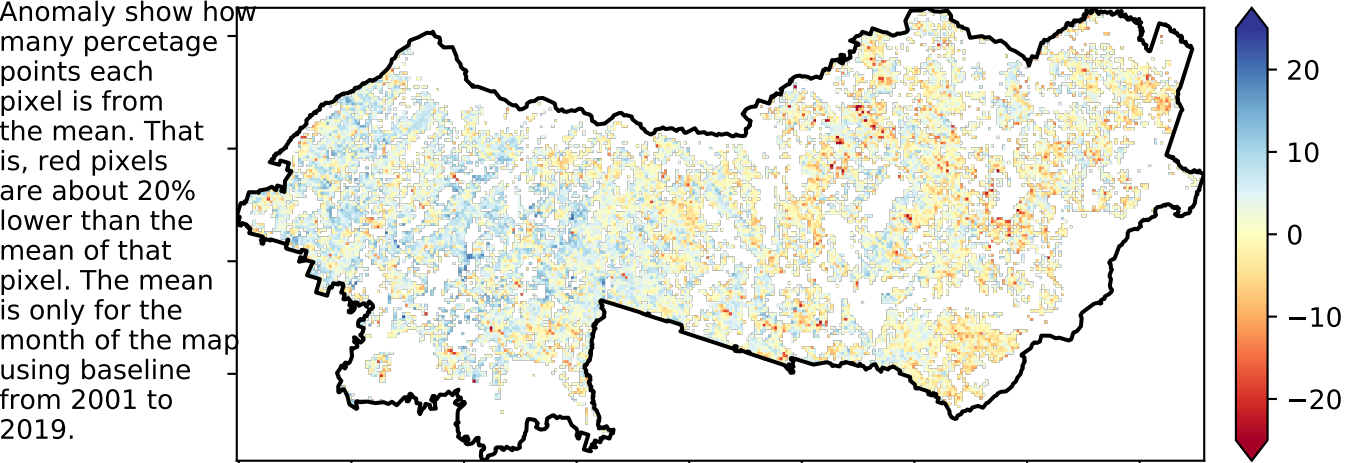 Anomaly show how
many percetage
points each
pixel is from
the mean. That
is, red pixels
are about 20%
lower than the
mean of that
pixel. The mean
is only for the
month of the map
using baseline
from 2001 to
2019.
20
10
0
−10
−20